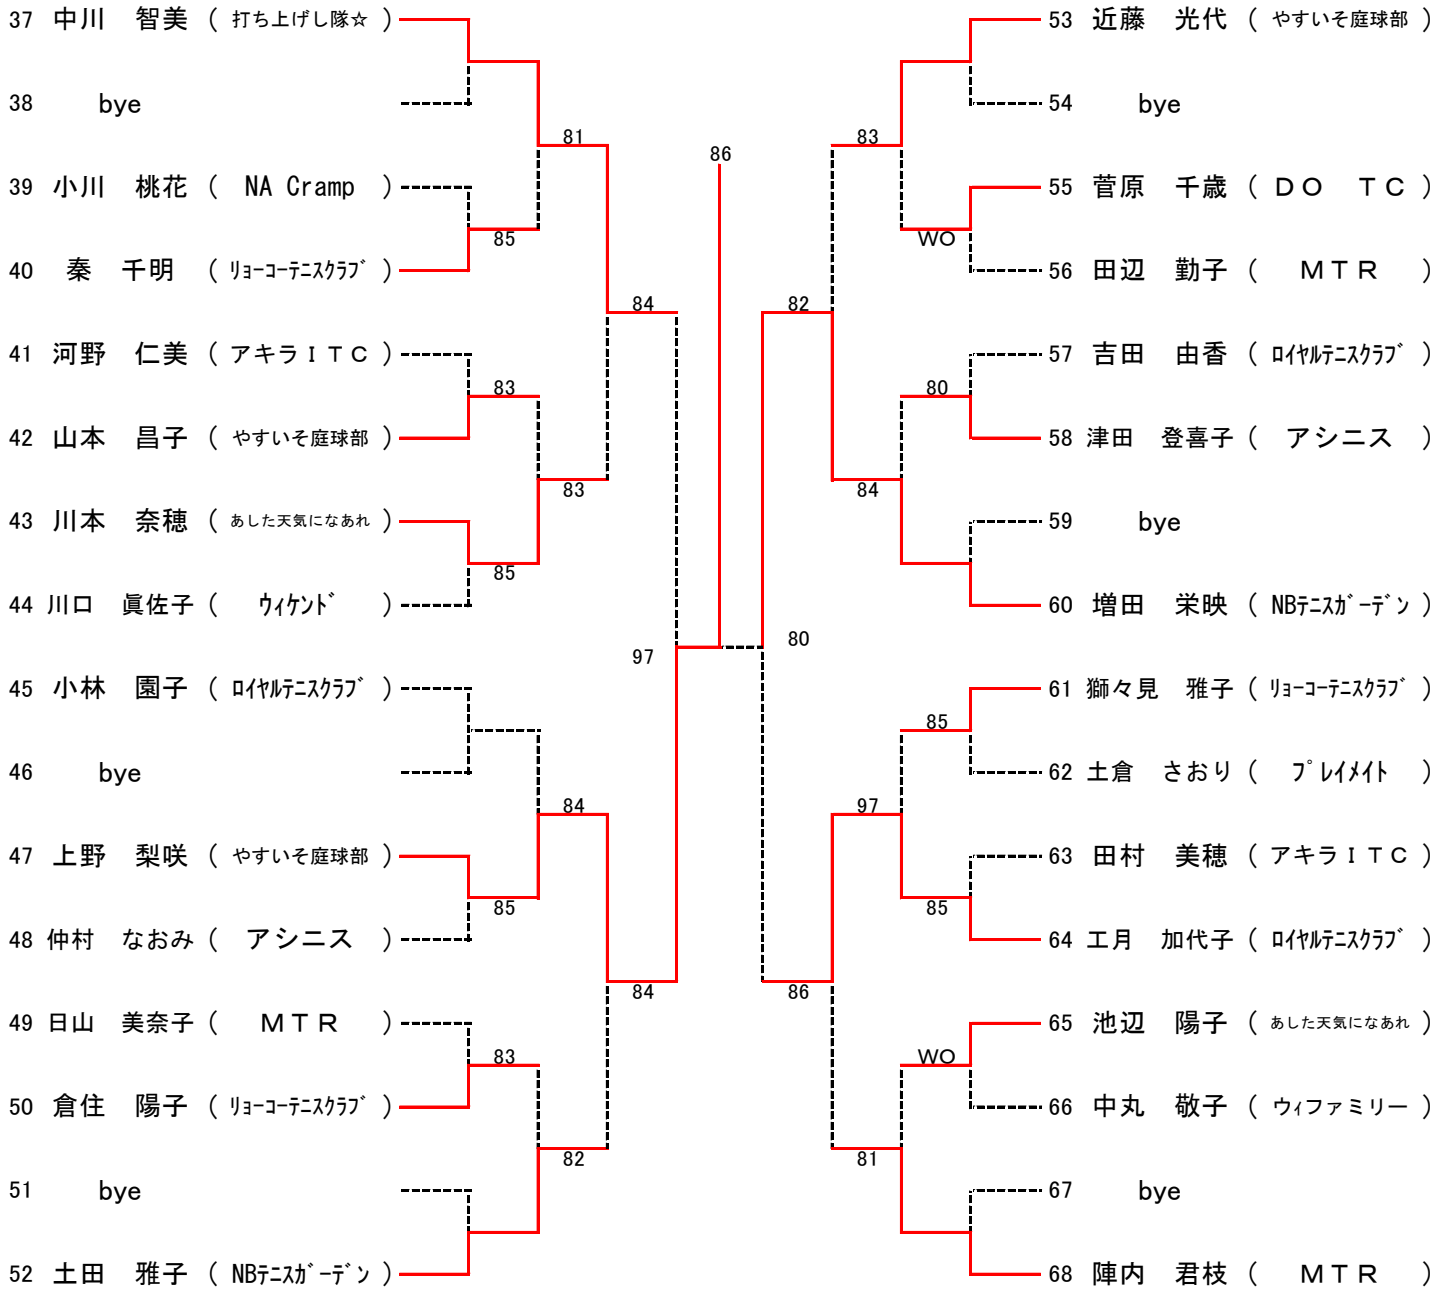 37 中川 智美 ( 打ち上げし隊☆ )
38 bye
81
39 小川 桃花 ( NA Cramp )
85
40 秦 千明 ( ﾘｮｰｺｰﾃﾆｽｸﾗﾌﾞ )
84
41 河野 仁美 ( アキラＩＴＣ )
83
42 山本 昌子 ( やすいそ庭球部 )
83
43 川本 奈穂 ( あした天気になあれ )
85
44 川口 眞佐子 ( ｳｨｹﾝﾄﾞ )
97
45 小林 園子 ( ﾛｲﾔﾙﾃﾆｽｸﾗﾌﾞ )
46 bye
84
47 上野 梨咲 ( やすいそ庭球部 )
85
48 仲村 なおみ ( アシニス )
84
49 日山 美奈子 ( ＭＴＲ )
83
50 倉住 陽子 ( ﾘｮｰｺｰﾃﾆｽｸﾗﾌﾞ )
82
51 bye
52 土田 雅子 ( NBﾃﾆｽｶﾞｰﾃﾞﾝ )
86
53 近藤 光代 ( やすいそ庭球部 )
54 bye
83
55 菅原 千歳 ( ＤＯ ＴＣ )
WO
56 田辺 勤子 ( ＭＴＲ )
82
57 吉田 由香 ( ﾛｲﾔﾙﾃﾆｽｸﾗﾌﾞ )
80
58 津田 登喜子 ( アシニス )
84
59 bye
60 増田 栄映 ( NBﾃﾆｽｶﾞｰﾃﾞﾝ )
80
61 獅々見 雅子 ( ﾘｮｰｺｰﾃﾆｽｸﾗﾌﾞ )
85
62 土倉 さおり ( ﾌﾟﾚｲﾒｲﾄ )
97
63 田村 美穂 ( アキラＩＴＣ )
85
64 工月 加代子 ( ﾛｲﾔﾙﾃﾆｽｸﾗﾌﾞ )
86
65 池辺 陽子 ( あした天気になあれ )
WO
66 中丸 敬子 ( ウィファミリー )
81
67 bye
68 陣内 君枝 ( ＭＴＲ )